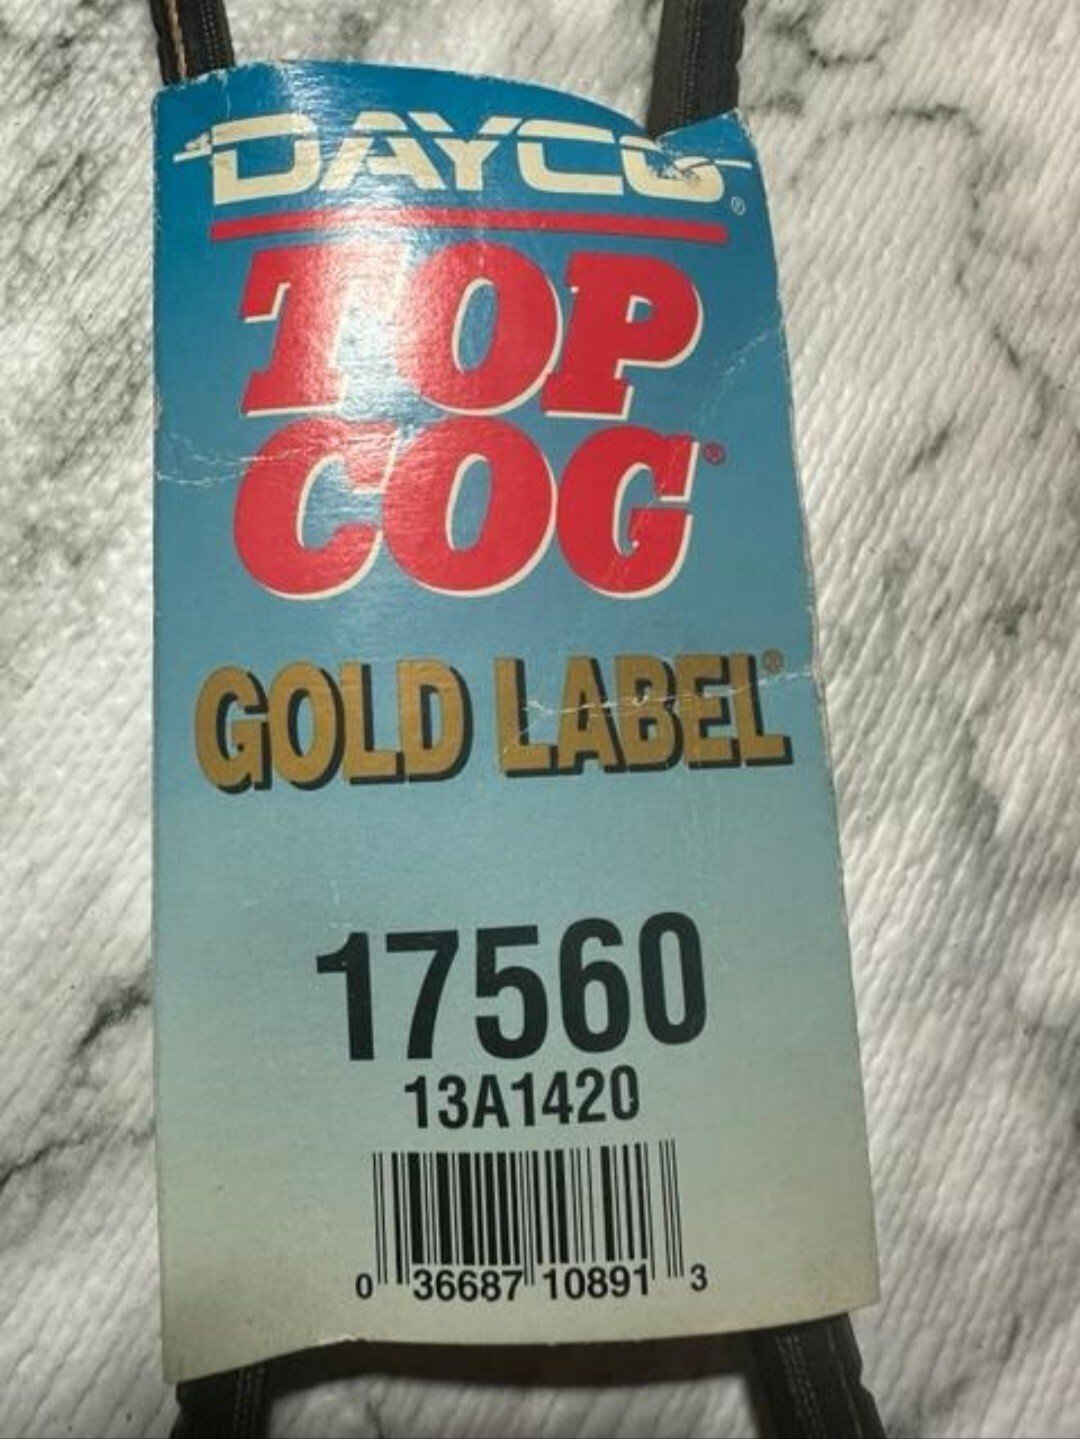 DAYCO®
TOP
COG®
GOLD LABEL®
17560
13A1420
0 36687 10891 3